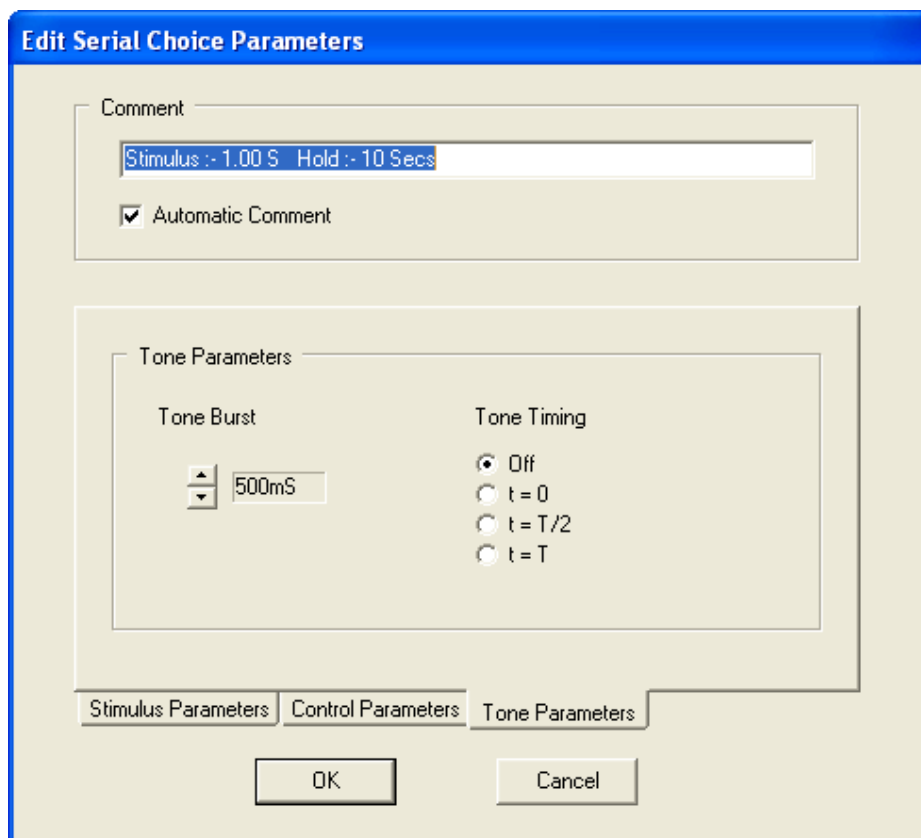 Edit Serial Choice Parameters
Comment
Stimulus :- 1.00 S   Hold :- 10 Secs
Automatic Comment
Tone Parameters
Tone Burst
Tone Timing
500mS
Off
t = 0
t = T/2
t = T
Stimulus Parameters
Control Parameters
Tone Parameters
OK
Cancel